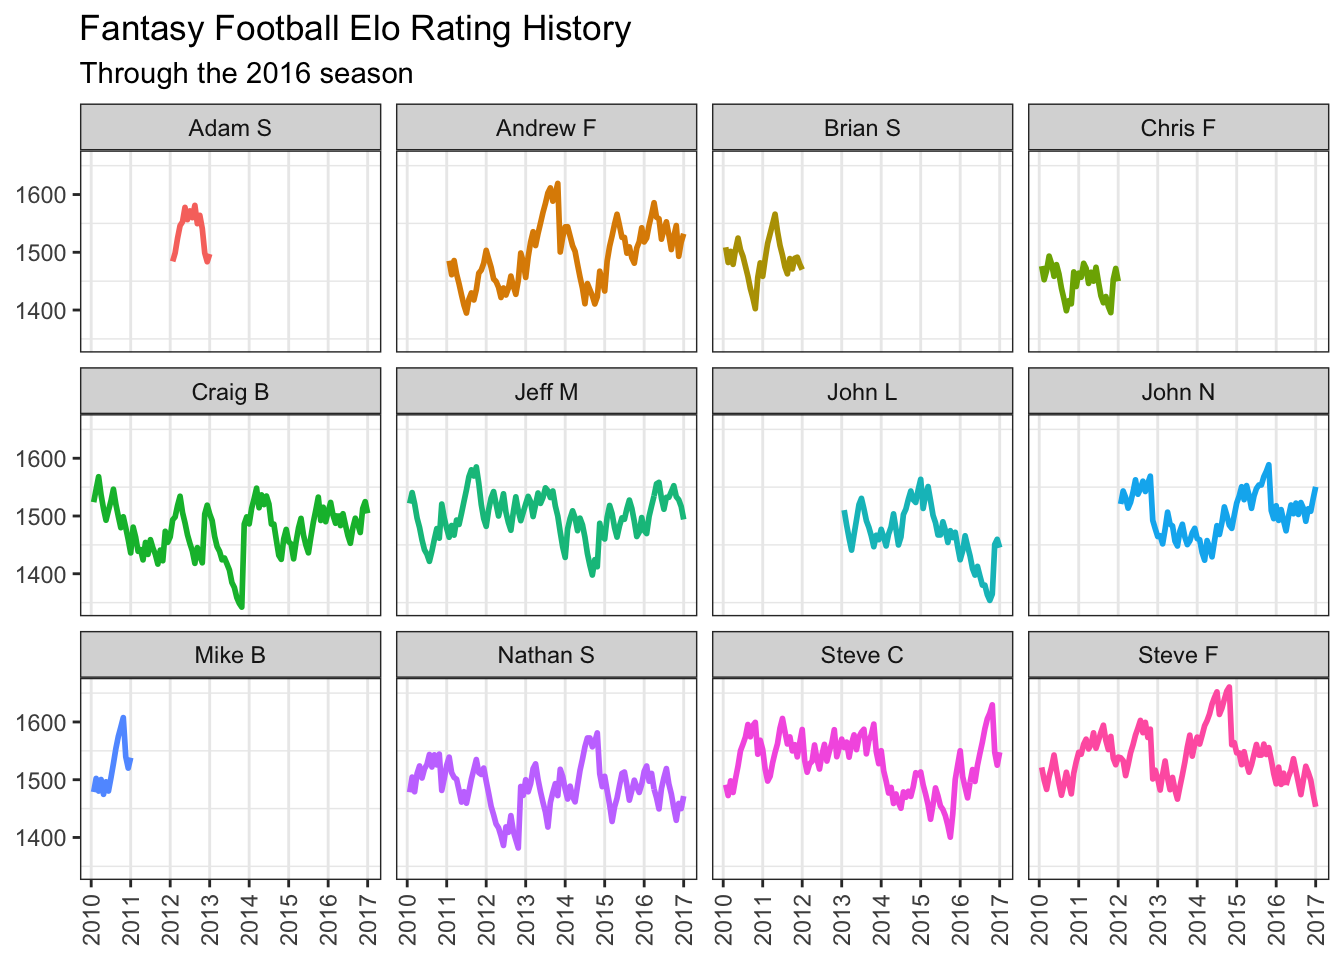 Fantasy Football Elo Rating History
Through the 2016 season
Adam S
Andrew F
Brian S
Chris F
1600
1500
1400
Craig B
Jeff M
John L
John N
1600
1500
1400
Mike B
Nathan S
Steve C
Steve F
1600
1500
1400
2010 2011 2012 2013 2014 2015 2016 2017
2010 2011 2012 2013 2014 2015 2016 2017
2010 2011 2012 2013 2014 2015 2016 2017
2010 2011 2012 2013 2014 2015 2016 2017